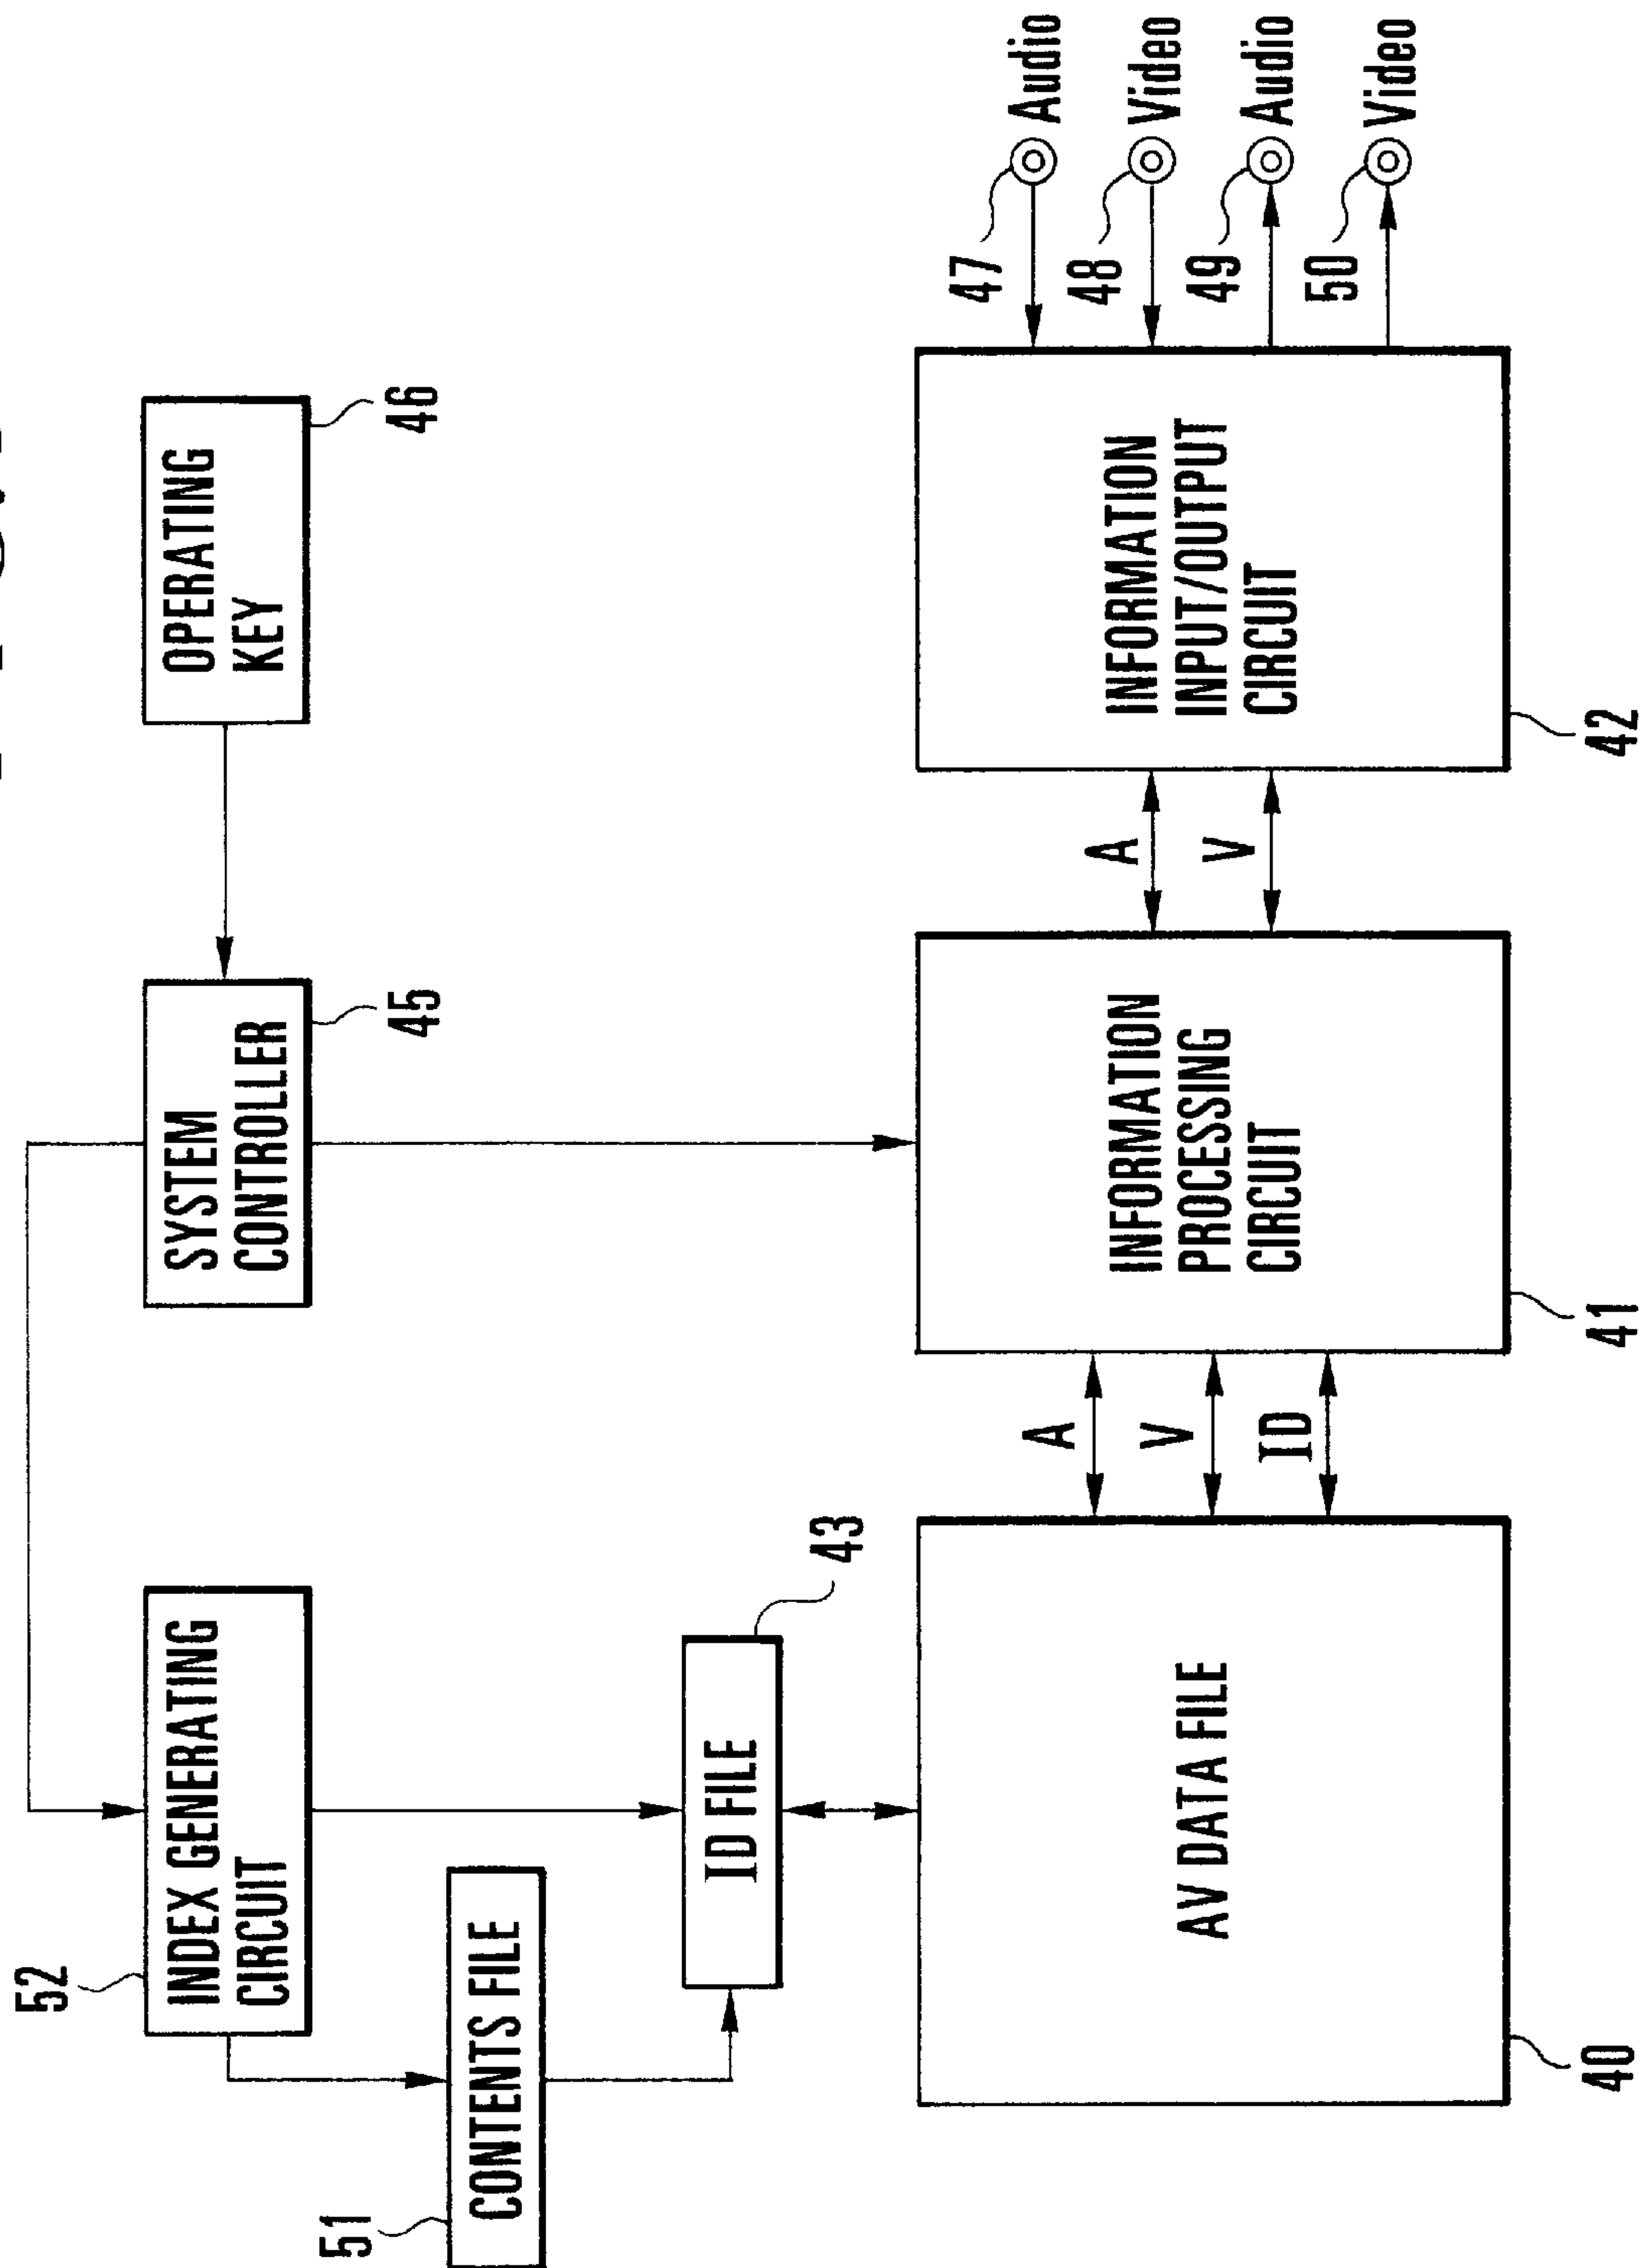 52
INDEX GENERATING
CIRCUIT
SYSTEM
CONTROLLER
45
OPERATING
KEY
46
51
CONTENTS FILE
ID FILE
43
AV DATA FILE
40
A
V
ID
INFORMATION
PROCESSING
CIRCUIT
41
A
V
INFORMATION
INPUT/OUTPUT
CIRCUIT
42
47
Audio
48
Video
49
Audio
50
Video